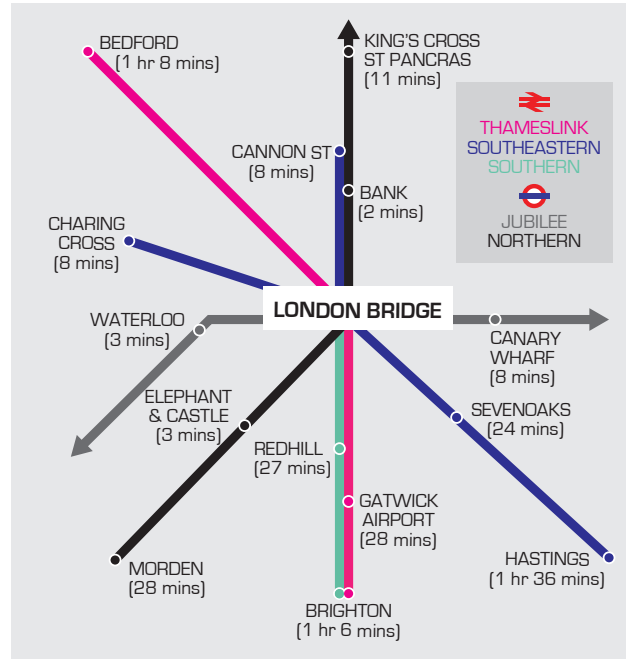 BEDFORD
(1 hr 8 mins)
KING'S CROSS
ST PANCRAS
(11 mins)
THAMESLINK
SOUTHEASTERN
SOUTHERN
JUBILEE
NORTHERN
CANNON ST
(8 mins)
BANK
(2 mins)
CHARING
CROSS
(8 mins)
LONDON BRIDGE
WATERLOO
(3 mins)
CANARY
WHARF
(8 mins)
ELEPHANT
& CASTLE
(3 mins)
SEVENOAKS
(24 mins)
REDHILL
(27 mins)
GATWICK
AIRPORT
(28 mins)
MORDEN
(28 mins)
HASTINGS
(1 hr 36 mins)
BRIGHTON
(1 hr 6 mins)